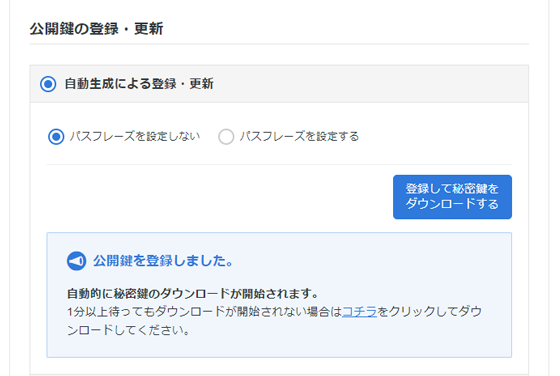 公開鍵の登録・更新
自動生成による登録・更新
パスフレーズを設定しない パスフレーズを設定する
登録して秘密鍵を
ダウンロードする
公開鍵を登録しました。
自動的に秘密鍵のダウンロードが開始されます。
1分以上待ってもダウンロードが開始されない場合はコチラをクリックしてダウ
ンロードしてください。